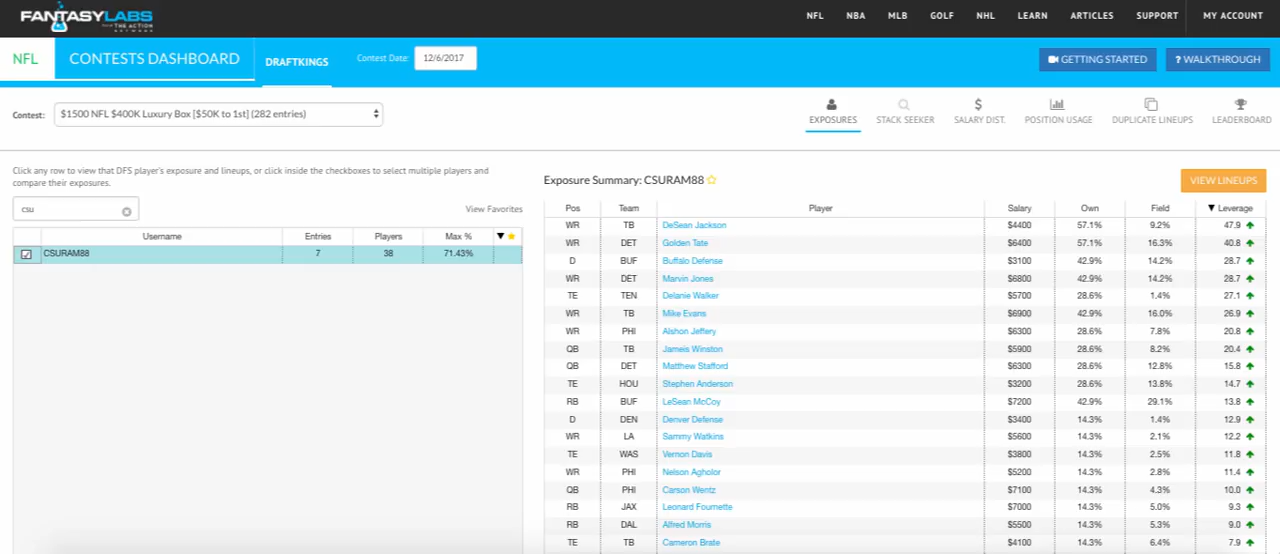 FANTASYLABS
THE ACTION
NETWORK
NFL NBA MLB GOLF NHL LEARN ARTICLES SUPPORT MY ACCOUNT
NFL CONTESTS DASHBOARD DRAFTKINGS Contest Date: 12/6/2017 GETTING STARTED ? WALKTHROUGH
Contest: $1500 NFL $400K Luxury Box [$50K to 1st] (282 entries)
EXPOSURES STACK SEEKER SALARY DIST. POSITION USAGE DUPLICATE LINEUPS LEADERBOARD
Click any row to view that DFS player's exposure and lineups, or click inside the checkboxes to select multiple players and
compare their exposures.
csu View Favorites
Username Entries Players Max %
CSURAM88 7 38 71.43%
Exposure Summary: CSURAM88 VIEW LINEUPS
Pos Team Player Salary Own Field Leverage
WR TB DeSean Jackson $4400 57.1% 9.2% 47.9
WR DET Golden Tate $6400 57.1% 16.3% 40.8
D BUF Buffalo Defense $3100 42.9% 14.2% 28.7
WR DET Marvin Jones $6800 42.9% 14.2% 28.7
TE TEN Delanie Walker $5700 28.6% 1.4% 27.1
WR TB Mike Evans $6900 42.9% 16.0% 26.9
WR PHI Alshon Jeffery $6300 28.6% 7.8% 20.8
QB TB Jameis Winston $5900 28.6% 8.2% 20.4
QB DET Matthew Stafford $6300 28.6% 12.8% 15.8
TE HOU Stephen Anderson $3200 28.6% 13.8% 14.7
RB BUF LeSean McCoy $7200 42.9% 29.1% 13.8
D DEN Denver Defense $3400 14.3% 1.4% 12.9
WR LA Sammy Watkins $5600 14.3% 2.1% 12.2
TE WAS Vernon Davis $3800 14.3% 2.5% 11.8
WR PHI Nelson Agholor $5200 14.3% 2.8% 11.4
QB PHI Carson Wentz $7100 14.3% 4.3% 10.0
RB JAX Leonard Fournette $7000 14.3% 5.0% 9.3
RB DAL Alfred Morris $5500 14.3% 5.3% 9.0
TE TB Cameron Brate $4100 14.3% 6.4% 7.9